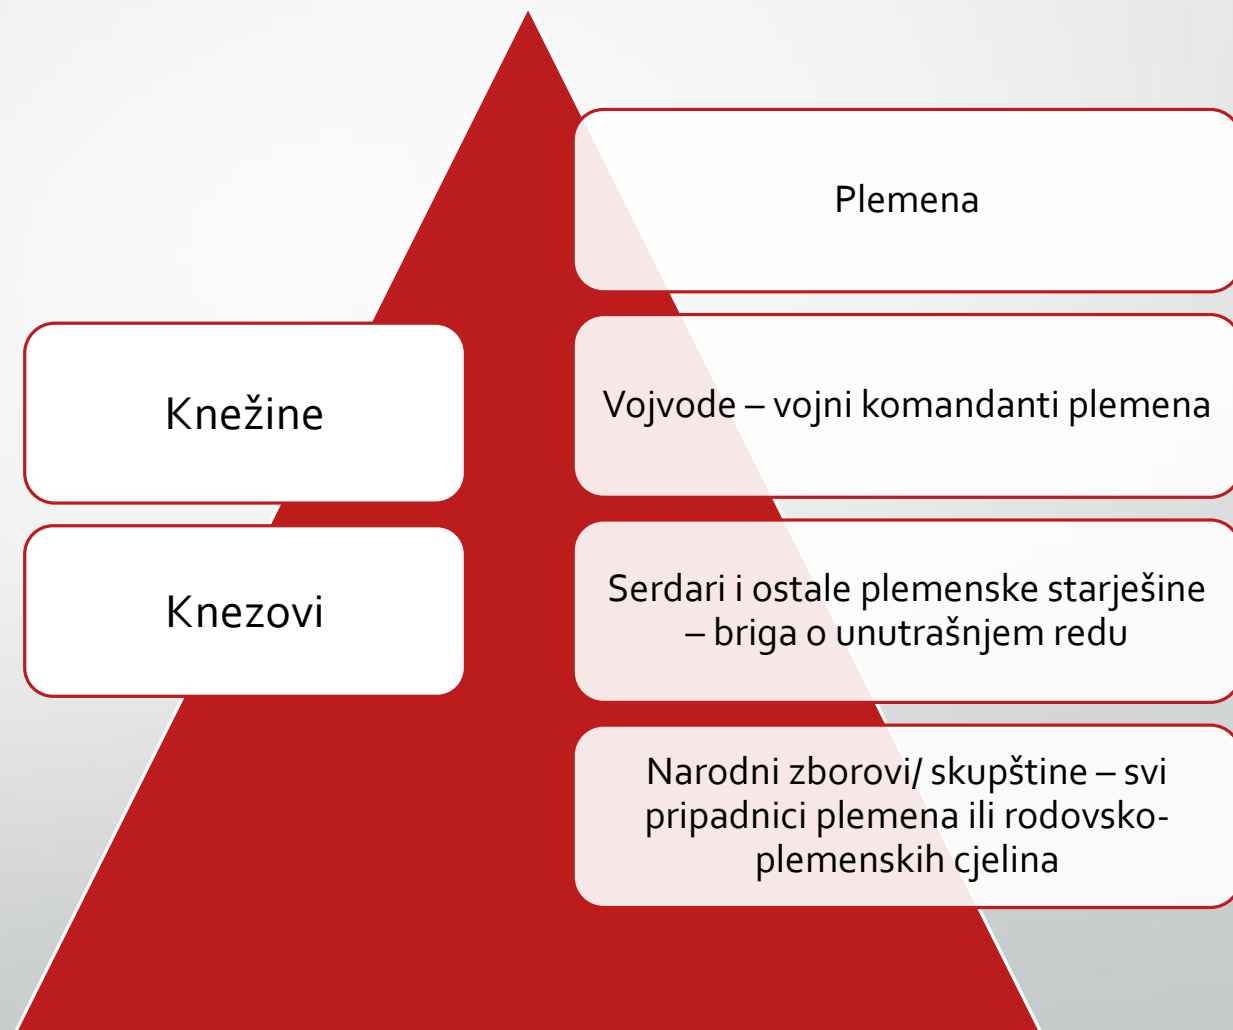 Plemena
Knežine
Vojvode – vojni komandanti plemena
Knezovi
Serdari i ostale plemenske starješine
– briga o unutrašnjem redu
Narodni zborovi/ skupštine – svi
pripadnici plemena ili rodovsko-
plemenskih cjelina